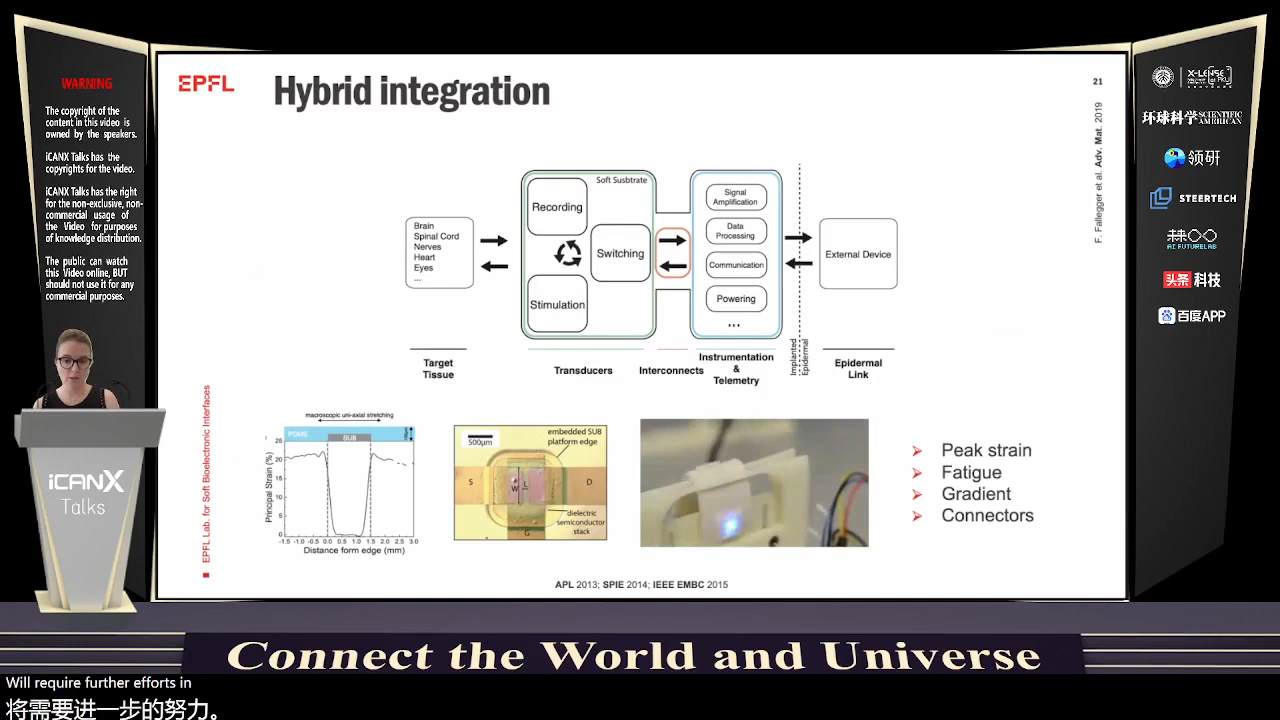 WARNING
The copyright of the
content in this video is
owned by the speakers.
iCANX Talks has the
copyrights for the video.
iCANX Talks has the right
for the non-exclusive, non-
commercial usage of
the Video for purposes
of knowledge distribution.
The public can watch
this Video online, BUT
should not use it for any
commercial purposes.
iCANX
Talks
EPFL
Hybrid integration
21
F. Fallegger et al. Adv. Mat. 2019
EPFL Lab. for Soft Bioelectronic Interfaces
Brain
Spinal Cord
Nerves
Heart
Eyes
...
Soft Susbtrate
Recording
Switching
Stimulation
Signal
Amplification
Data
Processing
Communication
Powering
...
External Device
Implanted
Epidermal
Target
Tissue
Transducers
Interconnects
Instrumentation
&
Telemetry
Epidermal
Link
macroscopic uni-axial stretching
PDMS
SU8
Principal Strain (%)
25
20
15
10
5
0
-1.5 -1.0 -0.5 0.0 0.5 1.0 1.5 2.0 2.5 3.0
Distance form edge (mm)
500µm
embedded SU8
platform edge
S
W
L
D
G
dielectric
semiconductor
stack
Peak strain
Fatigue
Gradient
Connectors
APL 2013; SPIE 2014; IEEE EMBC 2015
环球科学 SCIENTIFIC AMERICAN
领研
STEERTECH
AI FUTURELAB
头条 科技
百度APP
Connect the World and Universe
Will require further efforts in
将需要进一步的努力。